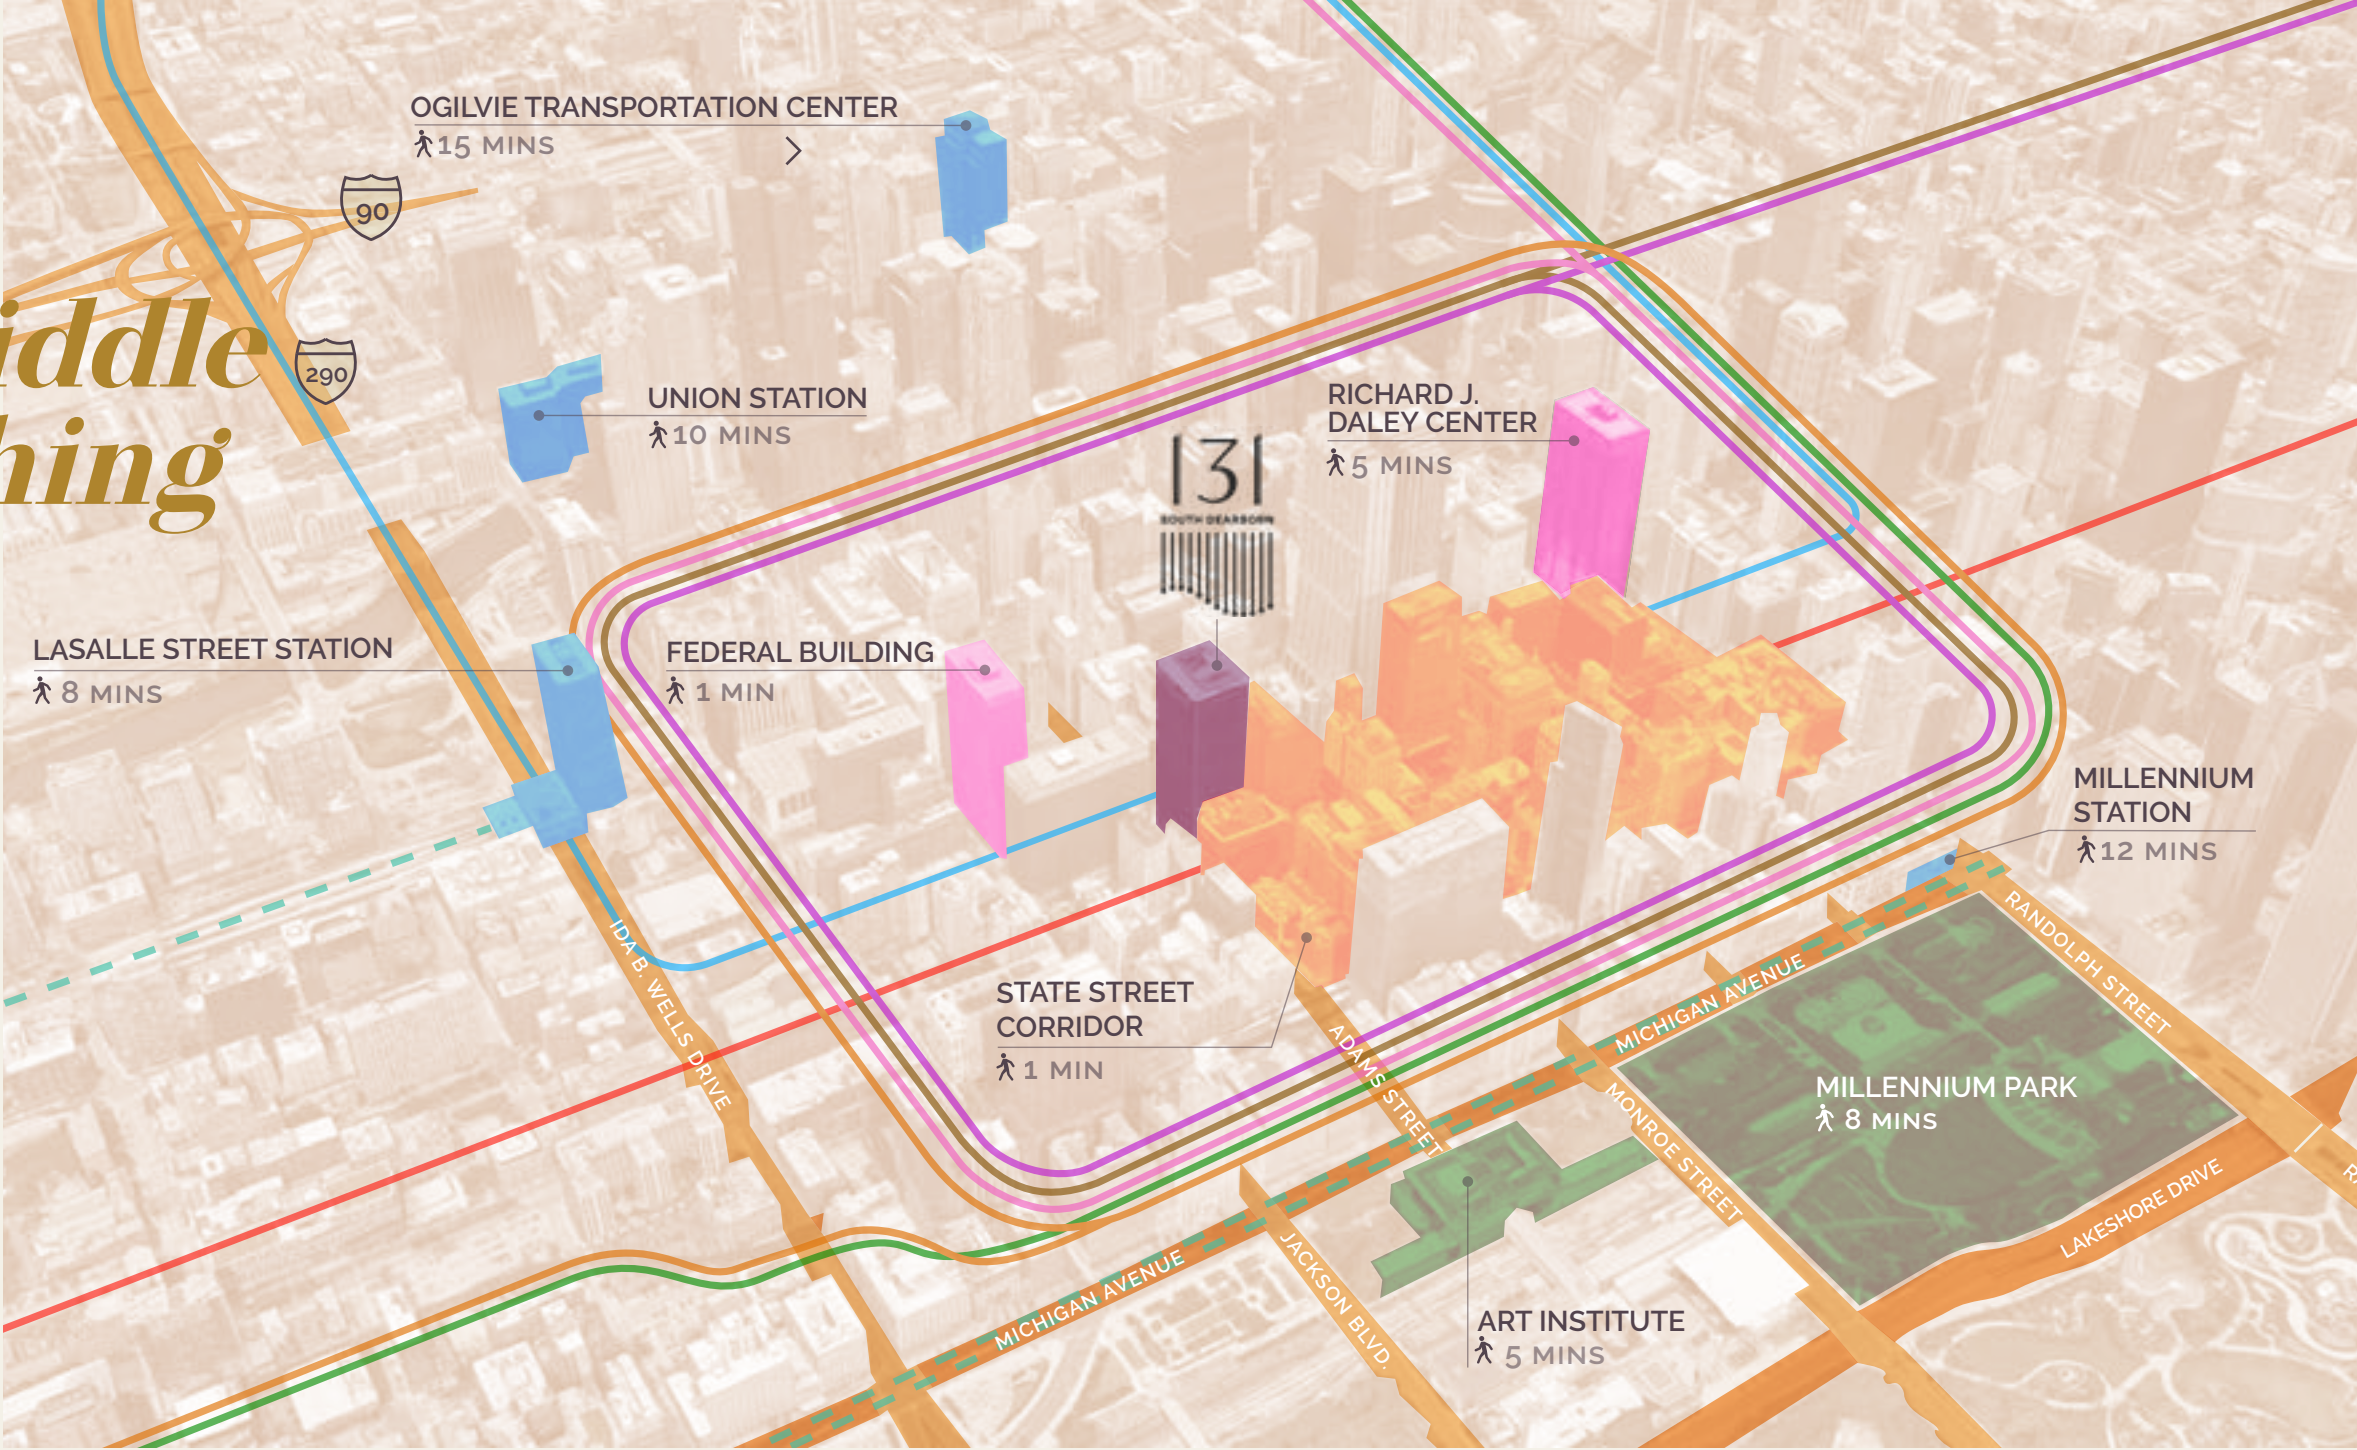 OGILVIE TRANSPORTATION CENTER
15 MINS
90
iddle
hing
290
UNION STATION
10 MINS
RICHARD J.
DALEY CENTER
5 MINS
131
SOUTH DEARBORN
LASALLE STREET STATION
8 MINS
FEDERAL BUILDING
1 MIN
MILLENNIUM
STATION
12 MINS
IDA B. WELLS DRIVE
STATE STREET
CORRIDOR
1 MIN
ADAMS STREET
MICHIGAN AVENUE
RANDOLPH STREET
MONROE STREET
MILLENNIUM PARK
8 MINS
LAKESHORE DRIVE
MICHIGAN AVENUE
JACKSON BLVD.
ART INSTITUTE
5 MINS